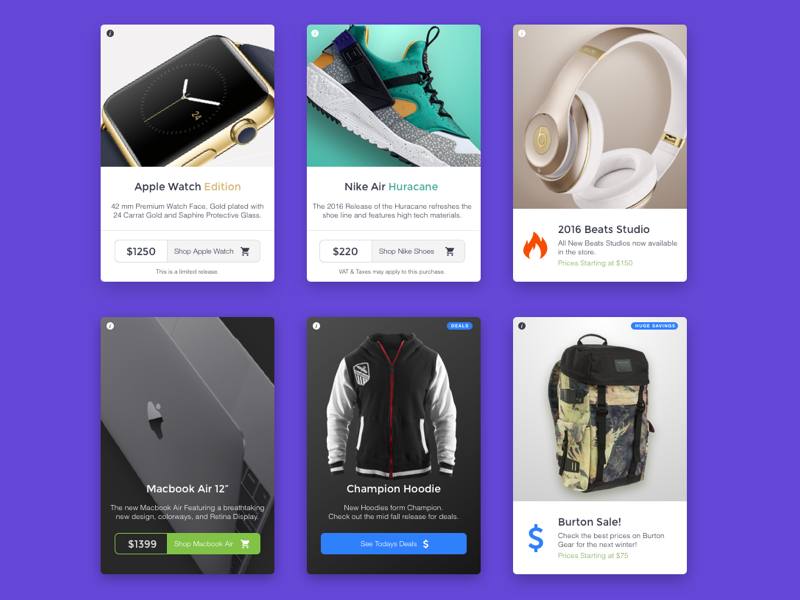 24
Apple Watch Edition
42 mm Premium Watch Face. Gold plated with
24 Carrat Gold and Saphire Protective Glass.
$1250
Shop Apple Watch
This is a limited release.
Nike Air Huracane
The 2016 Release of the Huracane refreshes the
shoe line and features high tech materials.
$220
Shop Nike Shoes
VAT & Taxes may apply to this purchase.
2016 Beats Studio
All New Beats Studios now available
in the store.
Prices Starting at $150
Macbook Air 12”
The new Macbook Air Featuring a breathtaking
new design, colorways, and Retina Display.
$1399
Shop Macbook Air
DEALS
Champion Hoodie
New Hoodies form Champion.
Check out the mid fall release for deals.
See Todays Deals $
HUGE SAVINGS
$
Burton Sale!
Check the best prices on Burton
Gear for the next winter!
Prices Starting at $75